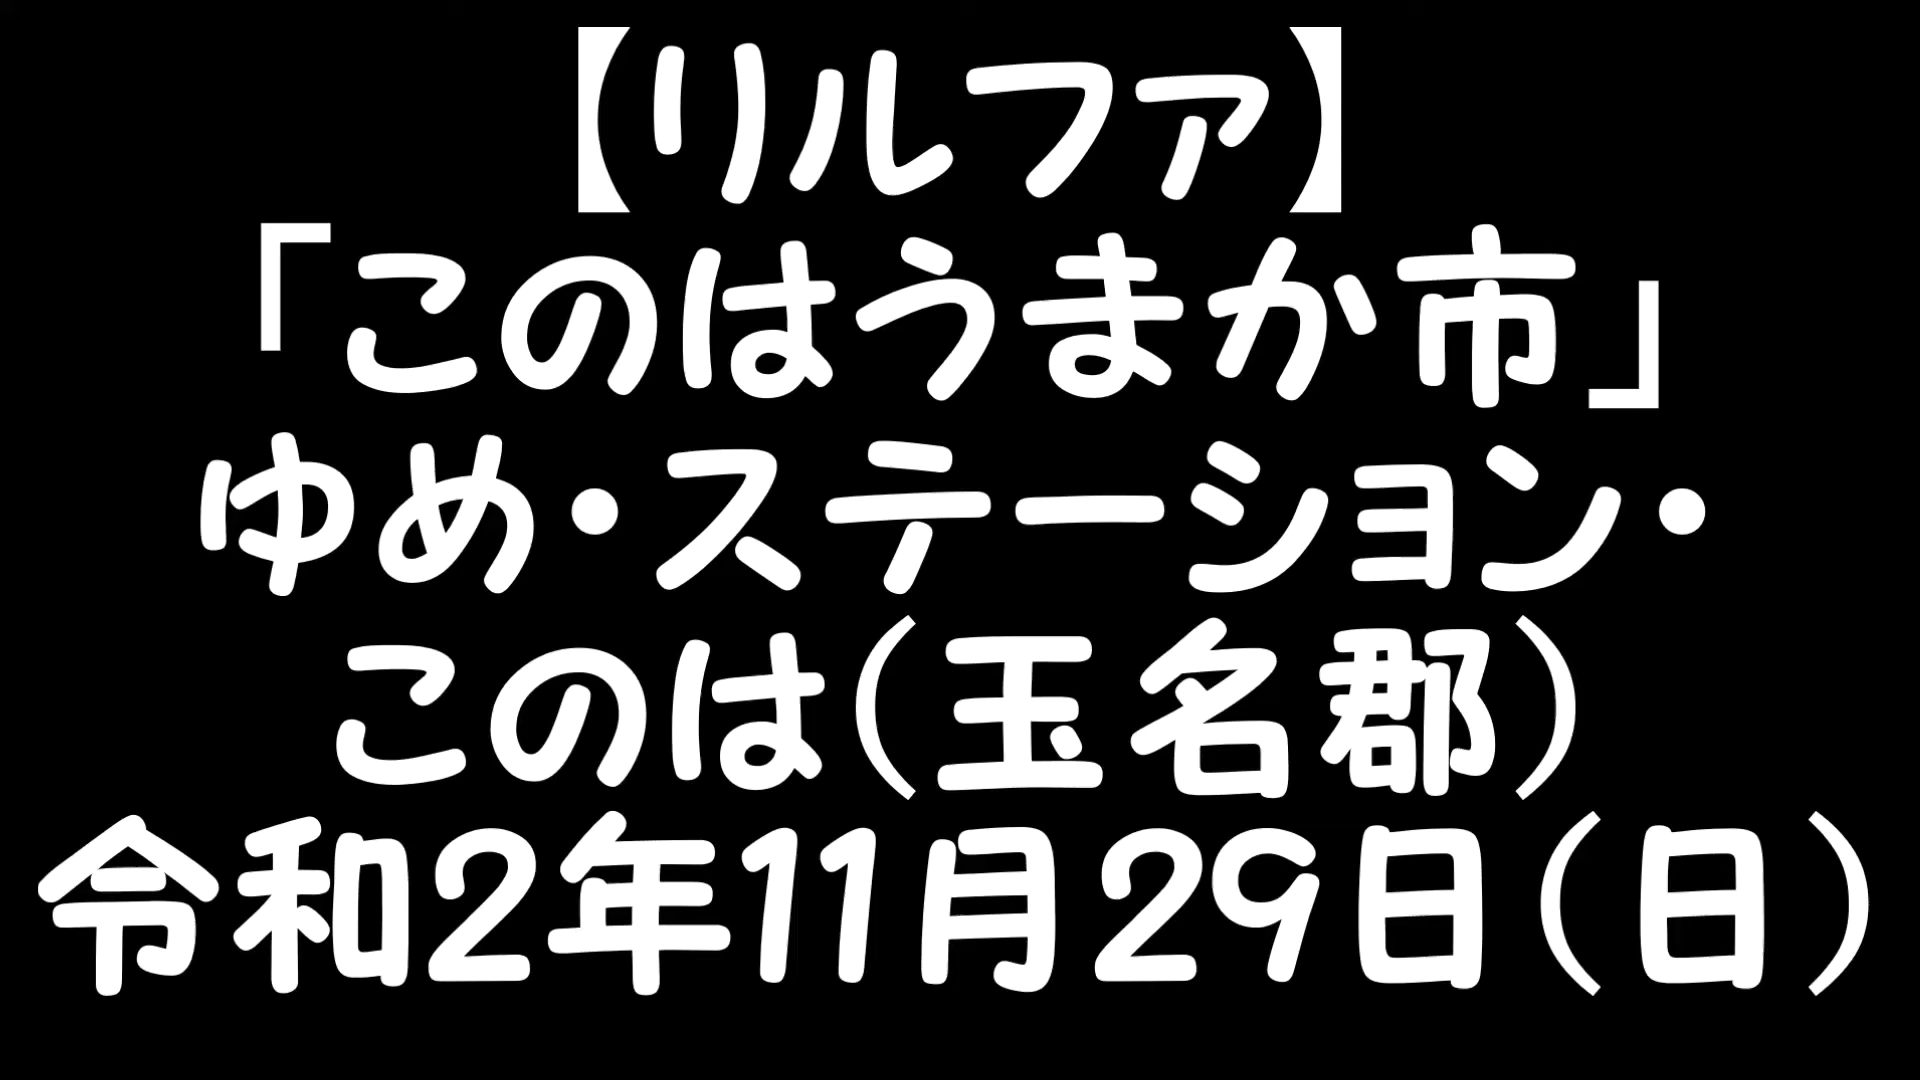 【リルファ】
「このはうまか市」
ゆめ・ステーション・
このは(玉名郡)
令和2年11月29日(日)